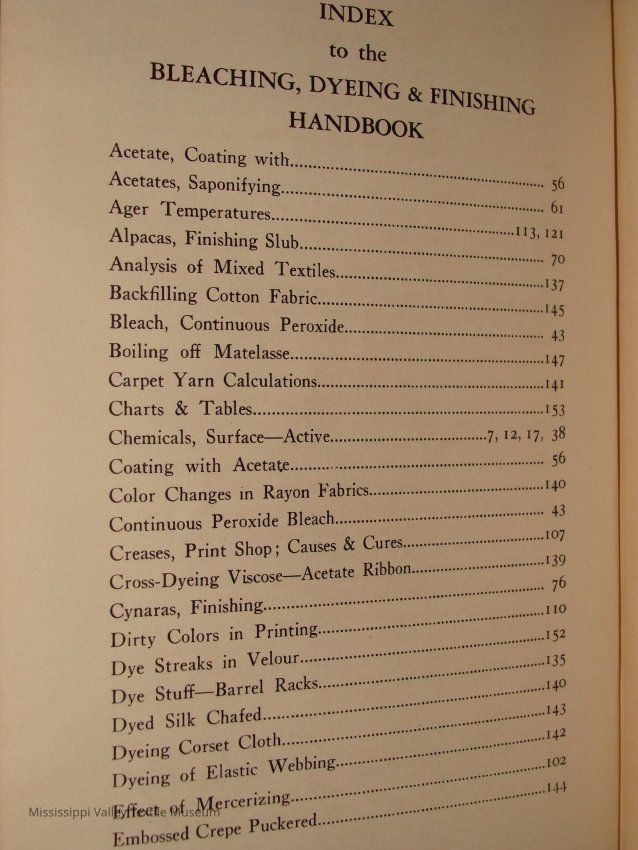 INDEX
to the
BLEACHING, DYEING & FINISHING
HANDBOOK
Acetate, Coating with.......... 56
Acetates, Saponifying.......... 61
Ager Temperatures..........113, 121
Alpacas, Finishing Slub.......... 70
Analysis of Mixed Textiles..........137
Backfilling Cotton Fabric..........145
Bleach, Continuous Peroxide.......... 43
Boiling off Matelasse..........147
Carpet Yarn Calculations..........141
Charts & Tables..........153
Chemicals, Surface—Active..........7, 12, 17, 38
Coating with Acetate.......... 56
Color Changes in Rayon Fabrics..........140
Continuous Peroxide Bleach.......... 43
Creases, Print Shop; Causes & Cures..........107
Cross-Dyeing Viscose—Acetate Ribbon..........139
Cynaras, Finishing.......... 76
Dirty Colors in Printing..........110
Dye Streaks in Velour..........152
Dye Stuff—Barrel Racks..........135
Dyed Silk Chafed..........140
Dyeing Corset Cloth..........143
Dyeing of Elastic Webbing..........142
Effect of Mercerizing..........102
Embossed Crepe Puckered..........144
Mississippi Valley Textile Museum